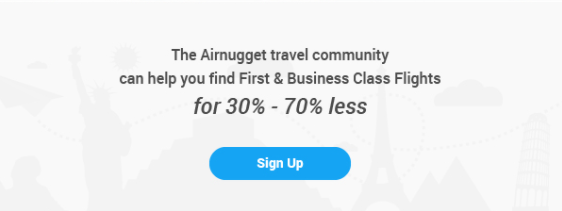 The Airnugget travel community
can help you find First & Business Class Flights
for 30% - 70% less
Sign Up